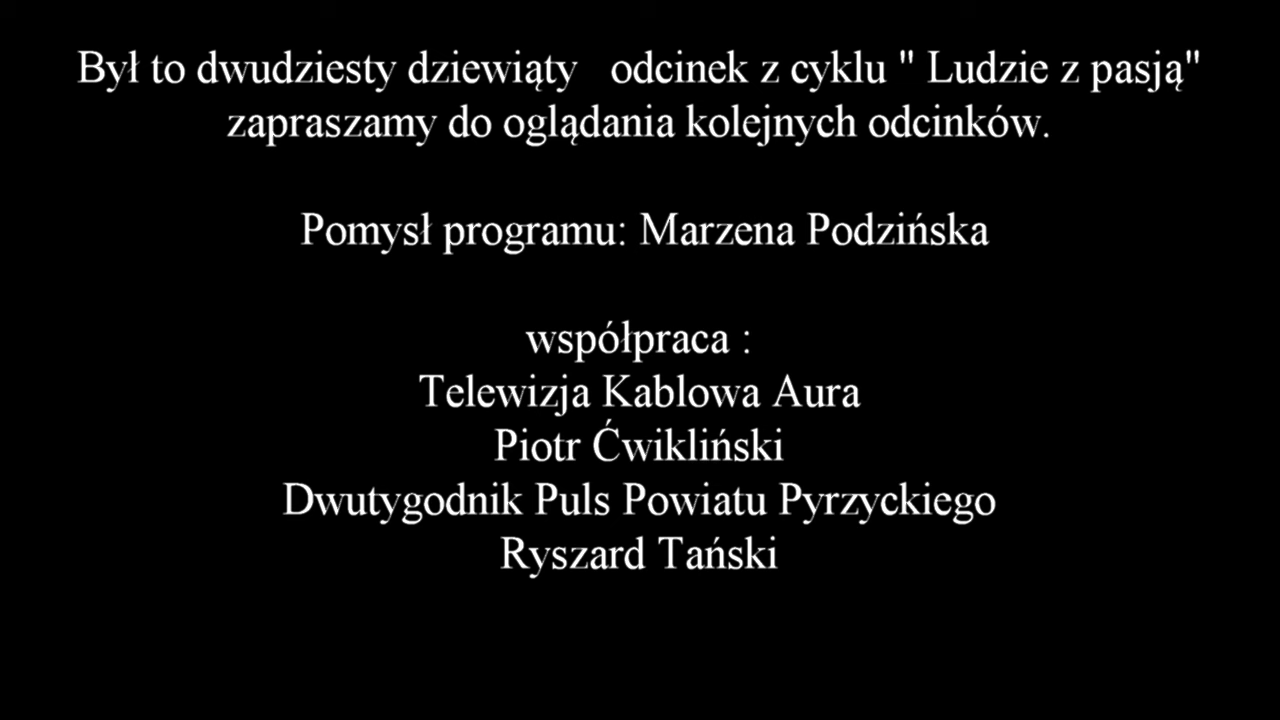 Był to dwudziesty dziewiąty   odcinek z cyklu " Ludzie z pasją"
zapraszamy do oglądania kolejnych odcinków.
Pomysł programu: Marzena Podzińska
współpraca :
Telewizja Kablowa Aura
Piotr Ćwikliński
Dwutygodnik Puls Powiatu Pyrzyckiego
Ryszard Tański